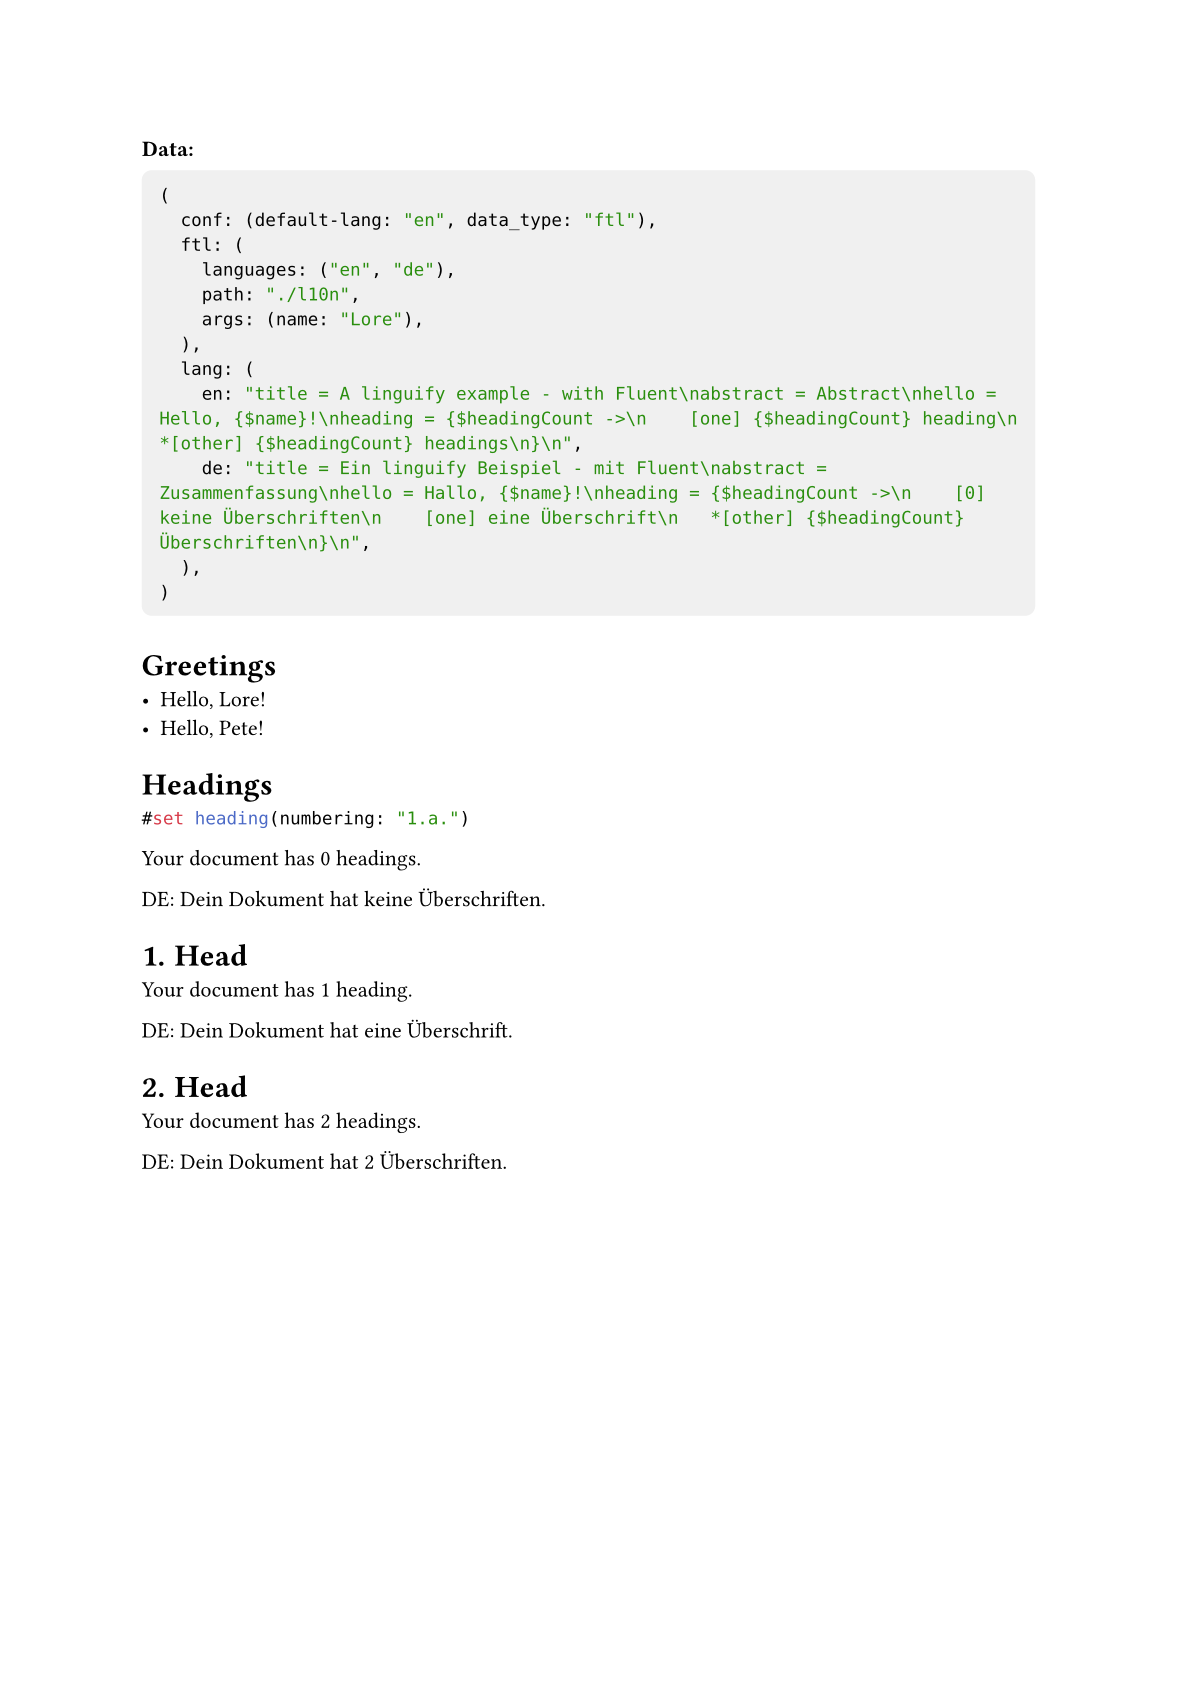 Data:
(
  conf: (default-lang: "en", data_type: "ftl"),
  ftl: (
    languages: ("en", "de"),
    path: "./l10n",
    args: (name: "Lore"),
  ),
  lang: (
    en: "title = A linguify example - with Fluent\nabstract = Abstract\nhello =
Hello, {$name}!\nheading = {$headingCount ->\n    [one] {$headingCount} heading\n
*[other] {$headingCount} headings\n}\n",
    de: "title = Ein linguify Beispiel - mit Fluent\nabstract =
Zusammenfassung\nhello = Hallo, {$name}!\nheading = {$headingCount ->\n    [0]
keine Überschriften\n    [one] eine Überschrift\n   *[other] {$headingCount}
Überschriften\n}\n",
  ),
)
Greetings
• Hello, Lore!
• Hello, Pete!
Headings
#set heading(numbering: "1.a.")
Your document has 0 headings.
DE: Dein Dokument hat keine Überschriften.
1. Head
Your document has 1 heading.
DE: Dein Dokument hat eine Überschrift.
2. Head
Your document has 2 headings.
DE: Dein Dokument hat 2 Überschriften.